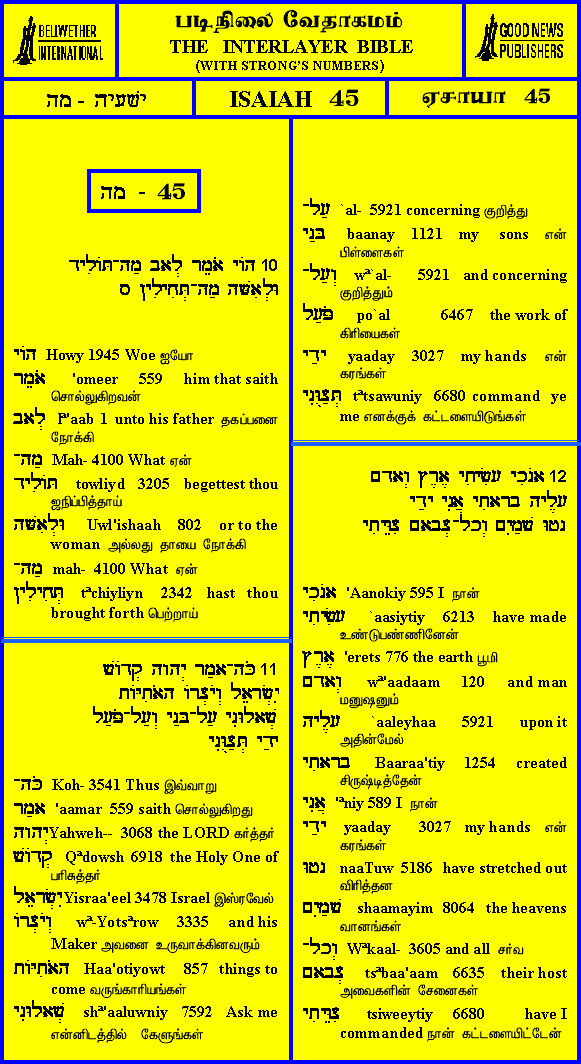 BELLWETHER
INTERNATIONAL
படிநிலை வேதாகமம்
THE INTERLAYER BIBLE
(WITH STRONG'S NUMBERS)
GOOD NEWS
PUBLISHERS
ישעיה - מה
ISAIAH 45
ஏசாயா 45
מה - 45
10 הוֹי אֹמֵר לְאָב מַה־תּוֹלִיד
וּלְאִשָּׁה מַה־תְּחִילִין ס
הוֹי Howy 1945 Woe ஐயோ
אֹמֵר 'omeer 559 him that saith
சொல்லுகிறவன்
לְאָב lª'aab 1 unto his father தகப்பனை
நோக்கி
מַה־ Mah- 4100 What ஏன்
תּוֹלִיד towliyd 3205 begettest thou
ஜநிப்பித்தாய்
וּלְאִשָּׁה Uwl'ishaah 802 or to the
woman அல்லது தாயை நோக்கி
מַה־ mah- 4100 What ஏன்
תְּחִילִין tªchiyliyn 2342 hast thou
brought forth பெற்றாய்
11 כֹּה־אָמַר יְהוָה קְדוֹשׁ
יִשְׂרָאֵל וְיֹצְרוֹ הָאֹתִיּוֹת
שְׁאָלוּנִי עַל־בָּנַי וְעַל־פֹּעַל
יָדַי תְּצַוֻּנִי
כֹּה־ Koh- 3541 Thus இவ்வாறு
אָמַר 'aamar 559 saith சொல்லுகிறது
יְהוָה Yahweh-- 3068 the LORD கர்த்தர்
קְדוֹשׁ Qªdowsh 6918 the Holy One of
பரிசுத்தர்
יִשְׂרָאֵל Yisraa'eel 3478 Israel இஸ்ரவேல்
וְיֹצְרוֹ wª-Yotsªrow 3335 and his
Maker அவனை உருவாக்கினவரும்
הָאֹתִיּוֹת Haa'otiyowt 857 things to
come வருங்காரியங்கள்
שְׁאָלוּנִי shª'aaluwniy 7592 Ask me
என்னிடத்தில் கேளுங்கள்
עַל־ `al- 5921 concerning குறித்து
בָּנַי baanay 1121 my sons என்
பிள்ளைகள்
וְעַל־ wª`al- 5921 and concerning
குறித்தும்
פֹּעַל po`al 6467 the work of
கிரியைகள்
יָדַי yaaday 3027 my hands என்
கரங்கள்
תְּצַוֻּנִי tªtsawuniy 6680 command ye
me எனக்குக் கட்டளையிடுங்கள்
12 אָנֹכִי עָשִׂיתִי אֶרֶץ וְאָדָם
עָלֶיהָ בָרָאתִי אֲנִי יָדַי
נָטוּ שָׁמַיִם וְכָל־צְבָאָם צִוֵּיתִי
אָנֹכִי 'Aanokiy 595 I நான்
עָשִׂיתִי `aasiytiy 6213 have made
உண்டுபண்ணினேன்
אֶרֶץ 'erets 776 the earth பூமி
וְאָדָם wª'aadaam 120 and man
மனுஷனும்
עָלֶיהָ `aaleyhaa 5921 upon it
அதின்மேல்
בָרָאתִי Baaraa'tiy 1254 created
சிருஷ்டித்தேன்
אֲנִי 'ªniy 589 I நான்
יָדַי yaaday 3027 my hands என்
கரங்கள்
נָטוּ naaTuw 5186 have stretched out
விரித்தன
שָׁמַיִם shaamayim 8064 the heavens
வானங்கள்
וְכָל־ Wªkaal- 3605 and all சர்வ
צְבָאָם tsªbaa'aam 6635 their host
அவைகளின் சேனைகள்
צִוֵּיתִי tsiweeytiy 6680 have I
commanded நான் கட்டளையிட்டேன்